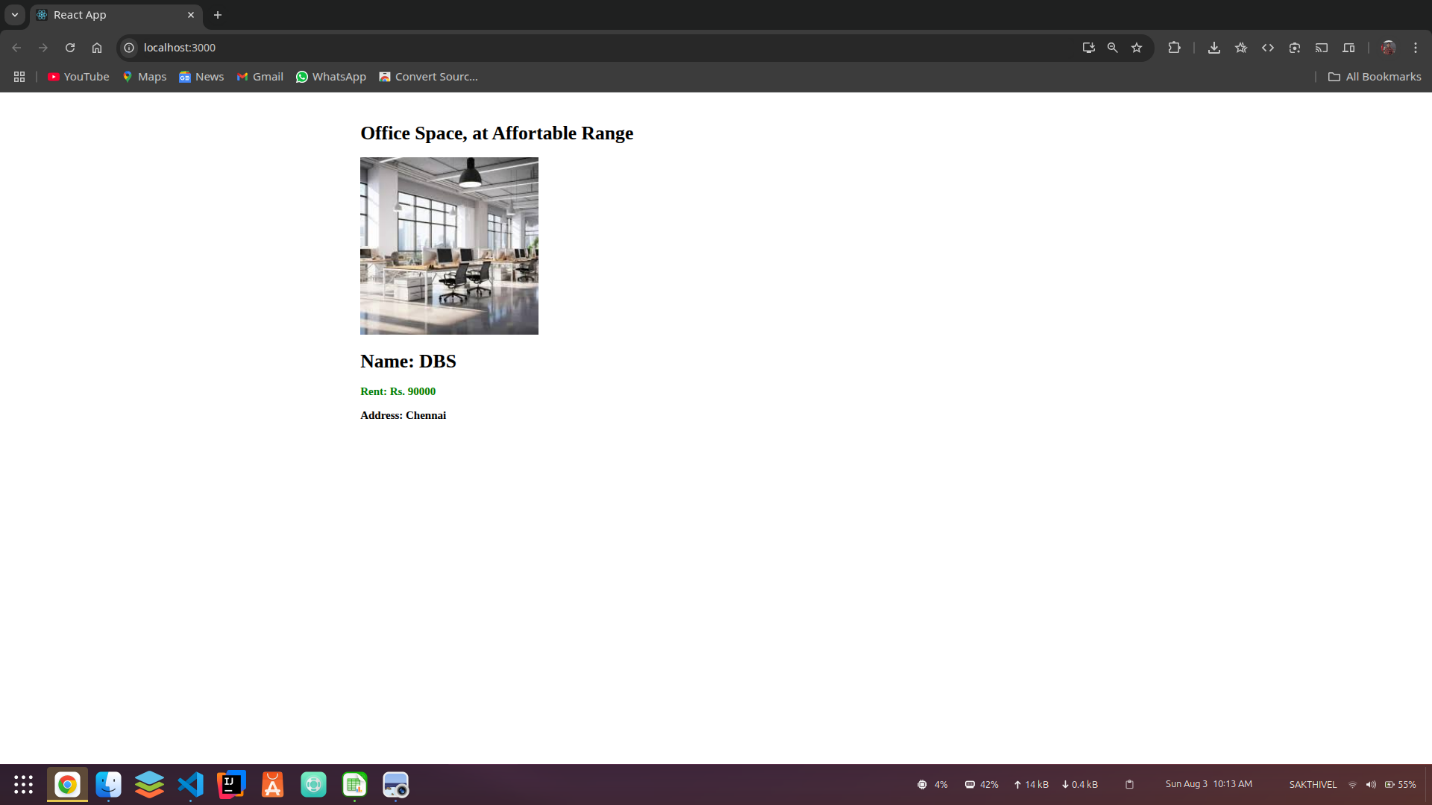 React App
localhost:3000
YouTube
Maps
News
Gmail
WhatsApp
Convert Sourc...
All Bookmarks
Office Space, at Affortable Range
Name: DBS
Rent: Rs. 90000
Address: Chennai
4%
42%
14 kB
0.4 kB
Sun Aug 3 10:13 AM
SAKTHIVEL
55%